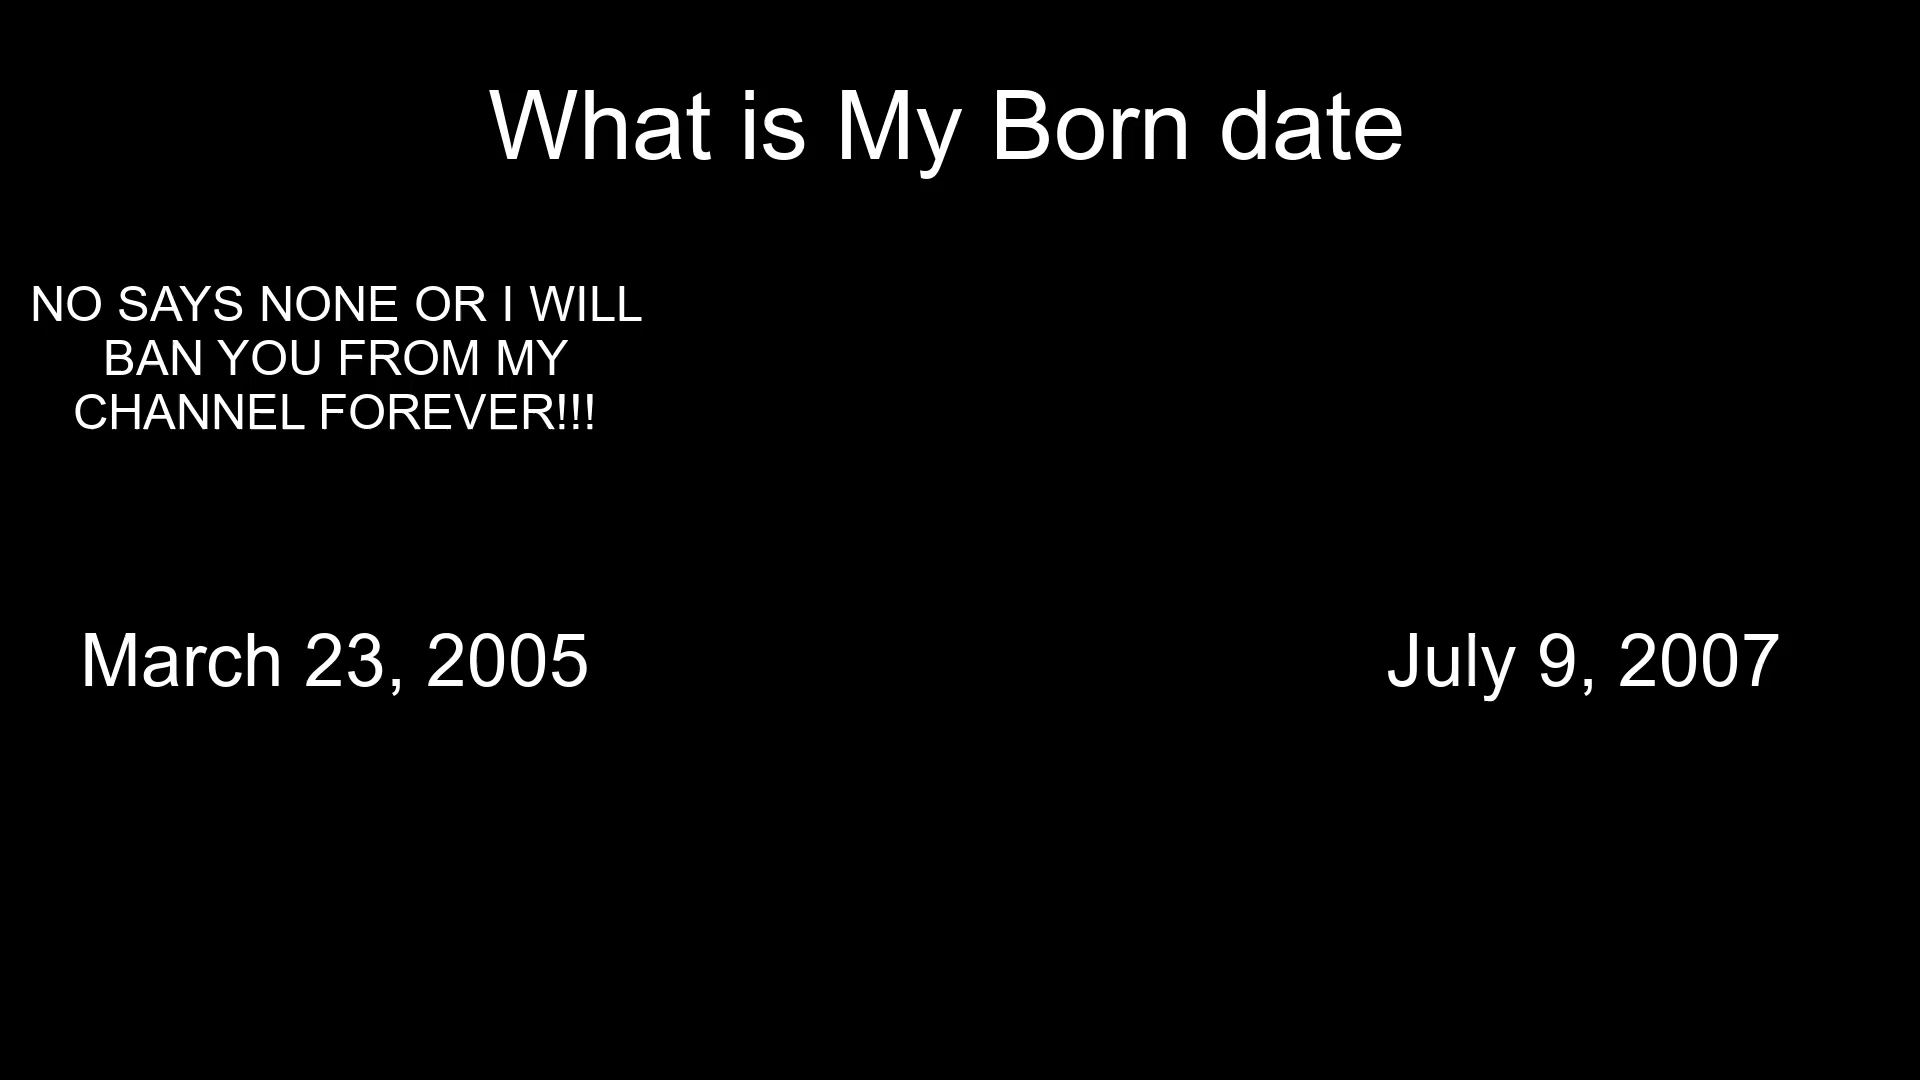 What is My Born date
NO SAYS NONE OR I WILL
BAN YOU FROM MY
CHANNEL FOREVER!!!
March 23, 2005
July 9, 2007